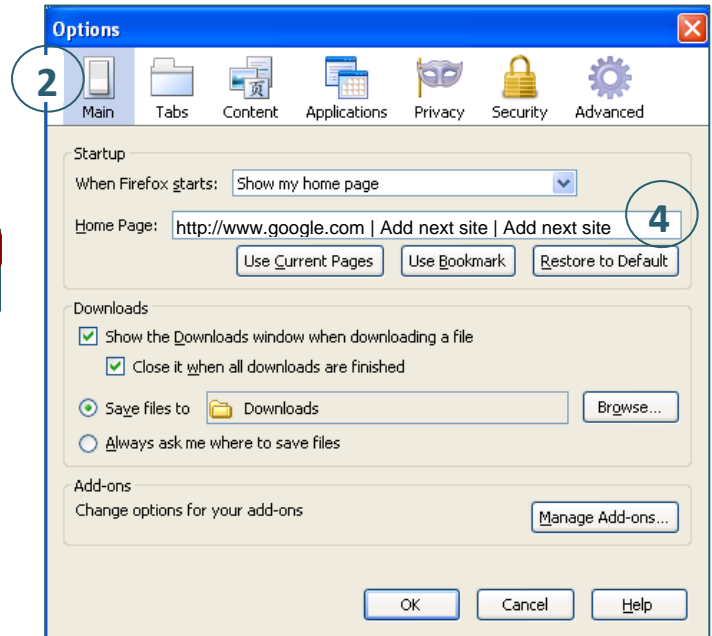 Options
2
Main Tabs Content Applications Privacy Security Advanced
页
Startup
When Firefox starts: Show my home page
Home Page: http://www.google.com | Add next site | Add next site
4
Use Current Pages Use Bookmark Restore to Default
Downloads
Show the Downloads window when downloading a file
Close it when all downloads are finished
Save files to Downloads Browse...
Always ask me where to save files
Add-ons
Change options for your add-ons
Manage Add-ons...
OK Cancel Help